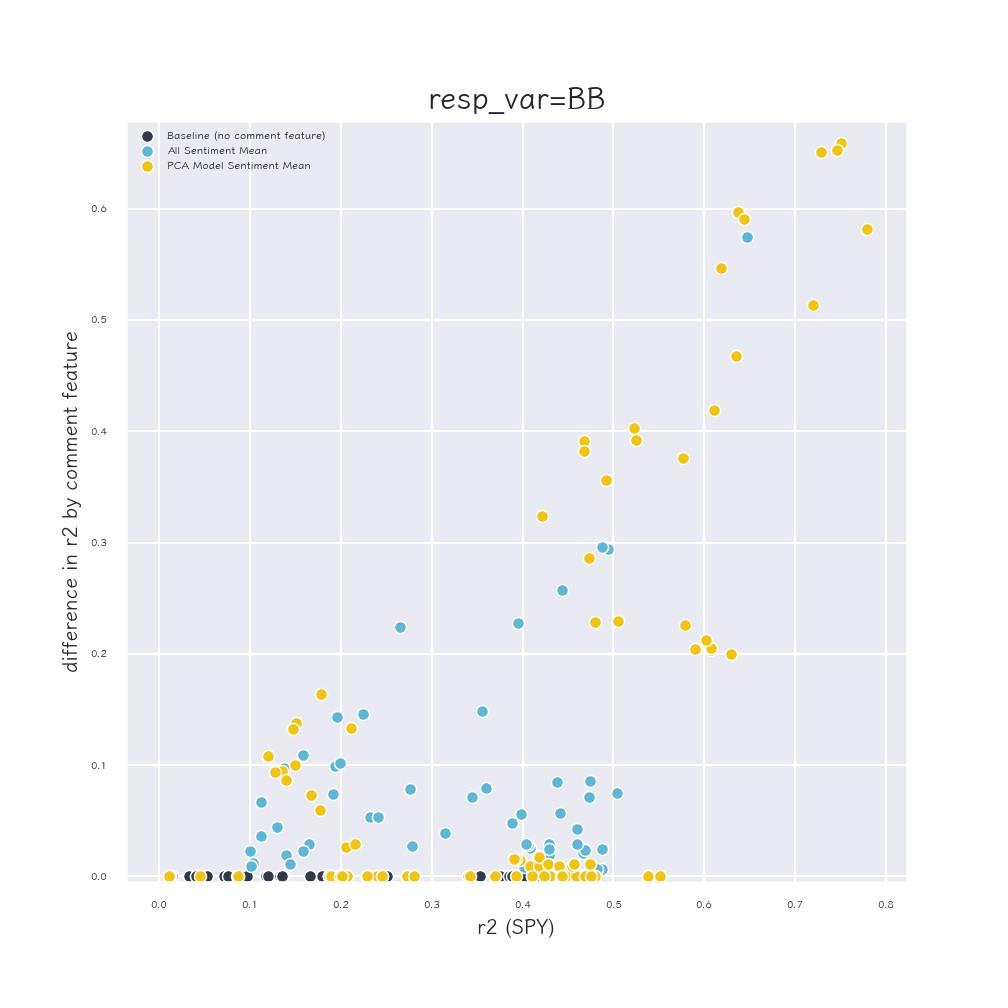 resp_var=BB
Baseline (no comment feature)
All Sentiment Mean
PCA Model Sentiment Mean
difference in r2 by comment feature
0.6
0.5
0.4
0.3
0.2
0.1
0.0
0.0 0.1 0.2 0.3 0.4 0.5 0.6 0.7 0.8
r2 (SPY)